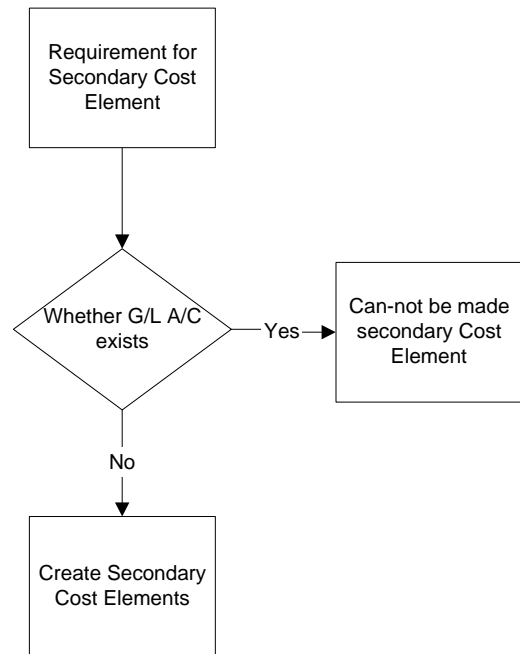 Requirement for
Secondary Cost
Element
Whether G/L A/C
exists
Yes
Can-not be made
secondary Cost
Element
No
Create Secondary
Cost Elements